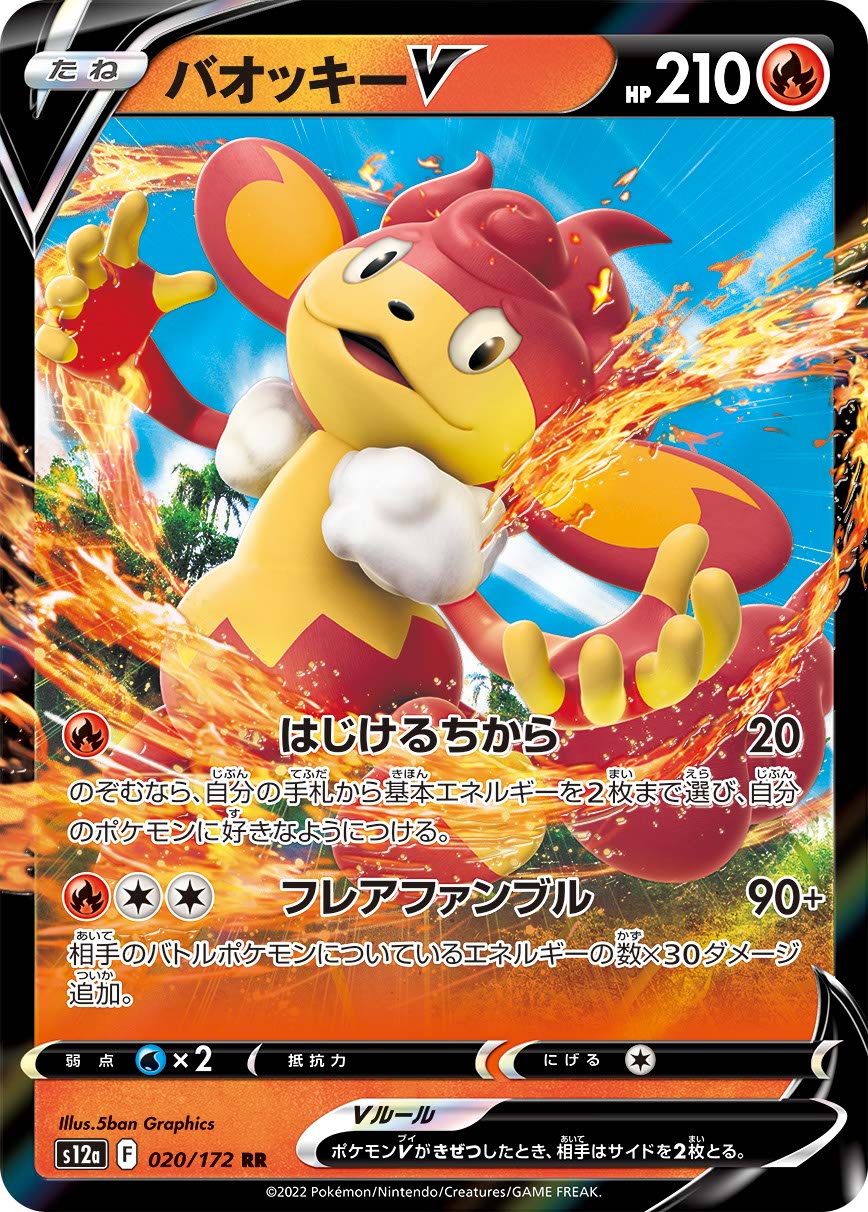 たね
バオッキーV
HP 210
はじけるちから 20
のぞむなら、自分の手札から基本エネルギーを2枚まで選び、自分
のポケモンに好きなようにつける。
フレアファンブル 90+
相手のバトルポケモンについているエネルギーの数×30ダメージ
追加。
弱点 ×2 抵抗力 にげる
Illus.5ban Graphics
Vルール
ポケモンVがきぜつしたとき、相手はサイドを2枚とる。
s12a F 020/172 RR
©2022 Pokémon/Nintendo/Creatures/GAME FREAK.